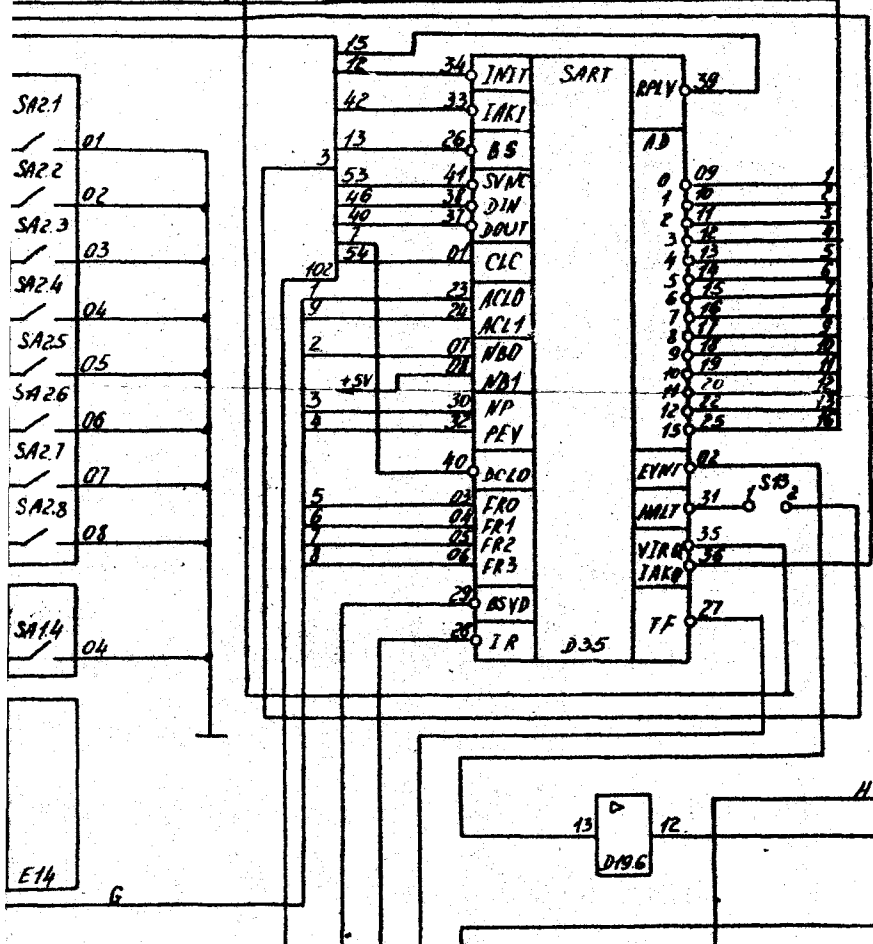 15
12 34 INIT SART RPLY 39
SA2.1
42 33 IAKI
01
13 26 BS AD
3
SA2.2
53 41 SYNC 0 09 1
02
46 38 DIN 1 10 2
40 37 DOUT 2 11 3
SA2.3
7
3 12 4
03
54 01 CLC 4 13 5
102
5 14 6
SA2.4
1 23 ACLO 6 15 7
9 24 ACL1 7 16 8
04
8 17 9
SA2.5
2 07 NB0 9 18 10
05
08 NB1 10 19 11
+5V
11 20 12
SA2.6
3 30 NP 12 22 13
4 32 PEV 13 25 16
06
SA2.7
40 DCLO EVNT 02
07
S13
SA2.8
5 03 FR0 HALT 31 1 2
6 04 FR1
7 05 FR2 VIRQ 35
08
8 06 FR3 IAKO 36
29 BSYD
SA1.4
28 IR TF 27
04
D35
H
13 12
D19.6
E14
G